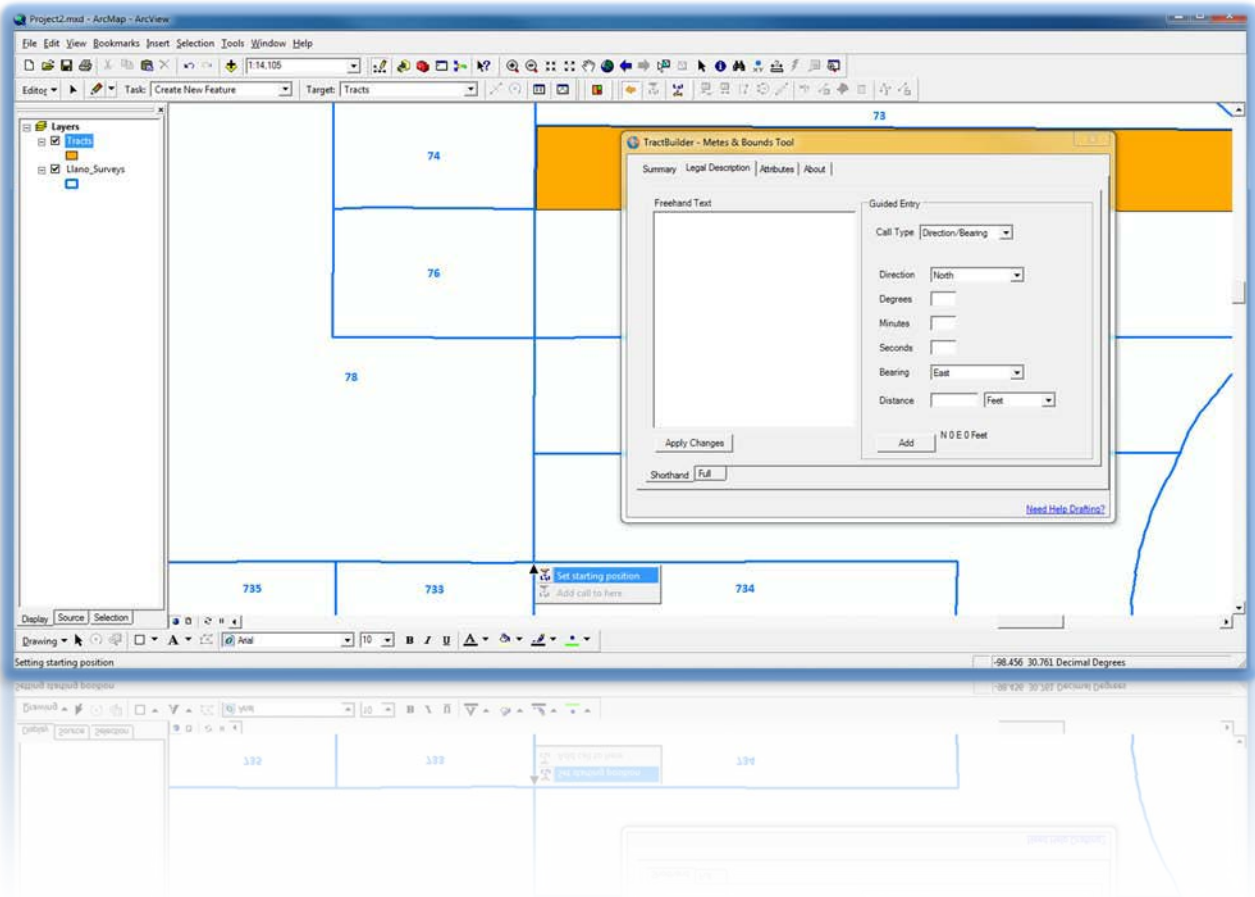 Project2.mxd - ArcMap - ArcView
File Edit View Bookmarks Insert Selection Tools Window Help
1:14,105
Editor Task: Create New Feature Target: Tracts
Layers
Tracts
Llano_Surveys
73
74
76
78
735
733
734
TractBuilder - Metes & Bounds Tool
Summary Legal Description Attributes About
Freehand Text
Guided Entry
Call Type Direction/Bearing
Direction North
Degrees
Minutes
Seconds
Bearing East
Distance Feet
Apply Changes
Add N 0 E 0 Feet
Shorthand Full
Need Help Drafting?
Set starting position
Add call to here
Display Source Selection
Drawing A Arial 10 B I U A
Setting starting position
-98.456 30.761 Decimal Degrees